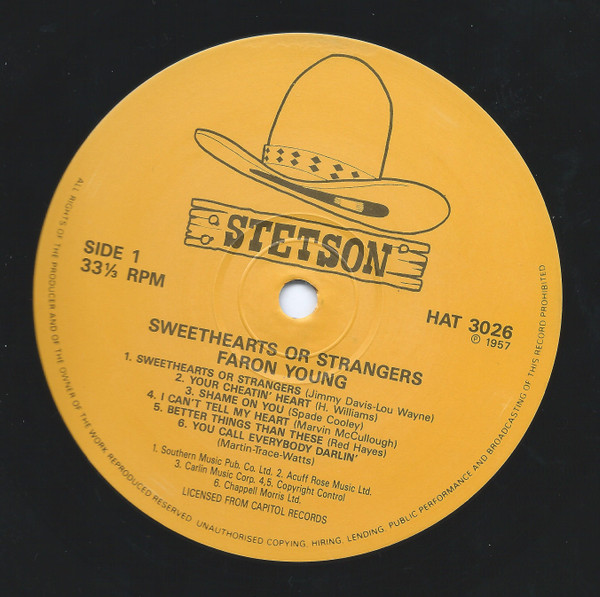 STETSON
SIDE 1
33⅓ RPM
HAT 3026
℗ 1957
SWEETHEARTS OR STRANGERS
FARON YOUNG
1. SWEETHEARTS OR STRANGERS (Jimmy Davis-Lou Wayne)
2. YOUR CHEATIN' HEART (H. Williams)
3. SHAME ON YOU (Spade Cooley)
4. I CAN'T TELL MY HEART (Marvin McCullough)
5. BETTER THINGS THAN THESE (Red Hayes)
6. YOU CALL EVERYBODY DARLIN'
(Martin-Trace-Watts)
1. Southern Music Pub. Co. Ltd. 2. Acuff Rose Music Ltd.
3. Carlin Music Corp. 4,5. Copyright Control
6. Chappell Morris Ltd.
LICENSED FROM CAPITOL RECORDS
ALL RIGHTS OF THE PRODUCER AND OF THE OWNER OF THE WORK REPRODUCED RESERVED. UNAUTHORISED COPYING, HIRING, LENDING, PUBLIC PERFORMANCE AND BROADCASTING OF THIS RECORD PROHIBITED